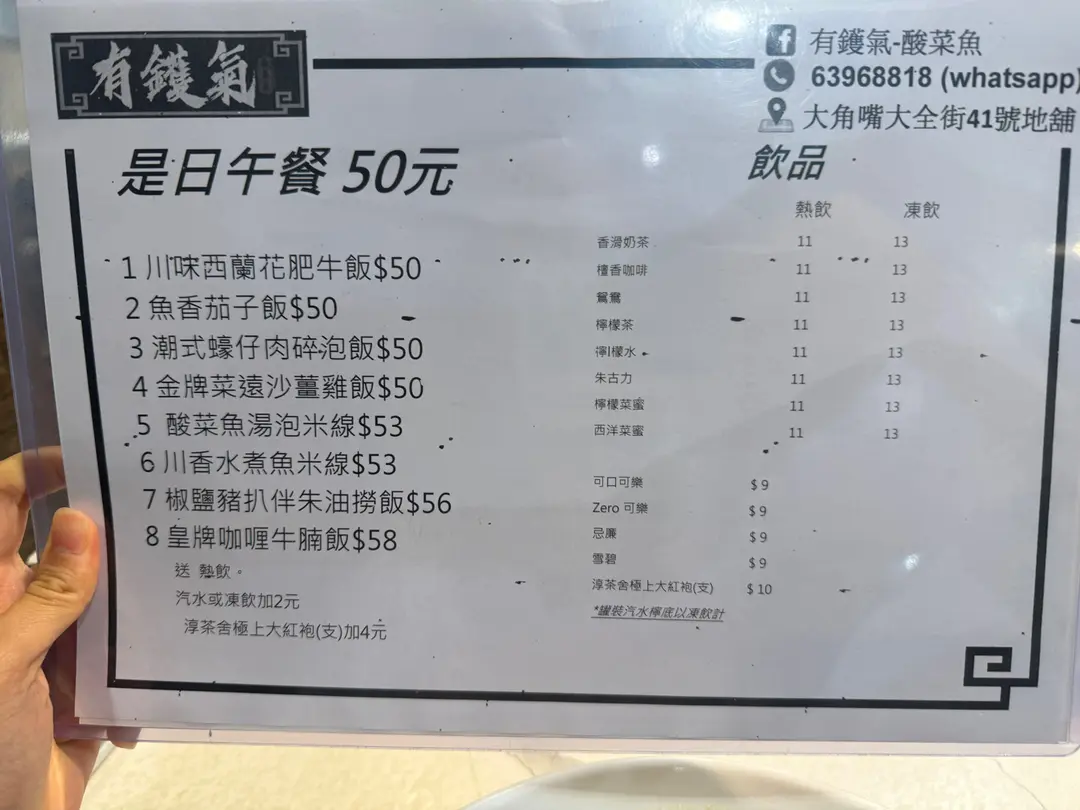 有鑊氣
有鑊氣-酸菜魚
63968818 (whatsapp)
大角嘴大全街41號地舖
是日午餐 50元
1 川味西蘭花肥牛飯$50
2 魚香茄子飯$50
3 潮式蠔仔肉碎泡飯$50
4 金牌菜遠沙薑雞飯$50
5 酸菜魚湯泡米線$53
6 川香水煮魚米線$53
7 椒鹽豬扒伴朱油撈飯$56
8 皇牌咖喱牛腩飯$58
送 熱飲。
汽水或凍飲加2元
淳茶舍極上大紅袍(支)加4元
飲品
熱飲 凍飲
香滑奶茶 11 13
檀香咖啡 11 13
鴛鴦 11 13
檸檬茶 11 13
檸l檬水 11 13
朱古力 11 13
檸檬菜蜜 11 13
西洋菜蜜 11 13
可口可樂 $ 9
Zero 可樂 $ 9
忌廉 $ 9
雪碧 $ 9
淳茶舍極上大紅袍(支) $ 10
*罐裝汽水檸底以凍飲計